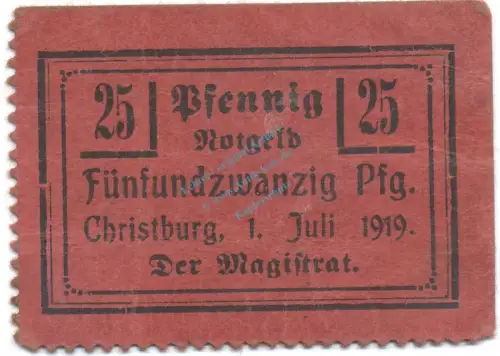 25 Pfennig 25
Notgeld
Fünfundzwanzig Pfg.
Christburg, 1. Juli 1919.
Der Magistrat.